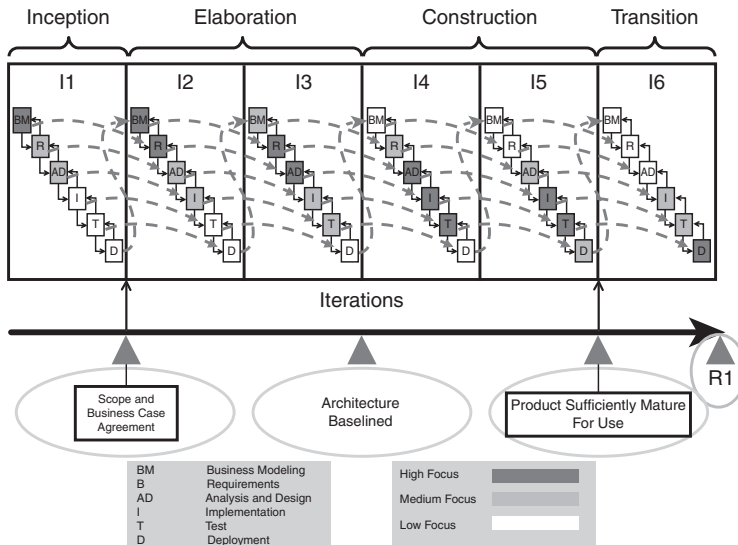 Inception Elaboration Construction Transition
I1 I2 I3 I4 I5 I6
BM BM BM BM BM BM
R R R R R R
AD AD AD AD AD AD
I I I I I I
T T T T T T
D D D D D D
Iterations
Scope and
Business Case
Agreement
Architecture
Baselined
Product Sufficiently Mature
For Use
R1
BM Business Modeling
B Requirements
AD Analysis and Design
I Implementation
T Test
D Deployment
High Focus
Medium Focus
Low Focus